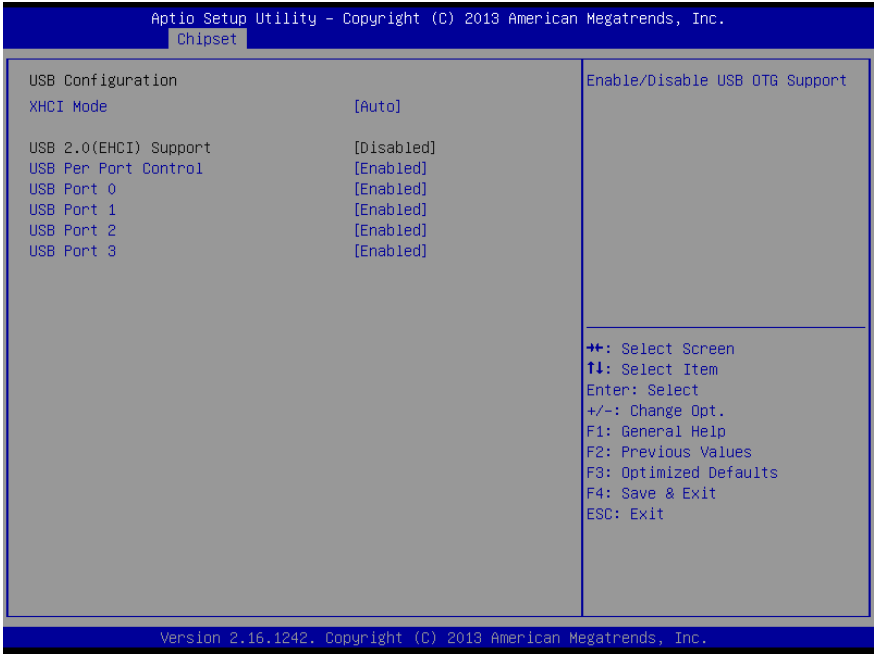 Aptio Setup Utility – Copyright (C) 2013 American Megatrends, Inc.
Chipset
USB Configuration
XHCI Mode [Auto]
USB 2.0(EHCI) Support [Disabled]
USB Per Port Control [Enabled]
USB Port 0 [Enabled]
USB Port 1 [Enabled]
USB Port 2 [Enabled]
USB Port 3 [Enabled]
Enable/Disable USB OTG Support
→←: Select Screen
↑↓: Select Item
Enter: Select
+/-: Change Opt.
F1: General Help
F2: Previous Values
F3: Optimized Defaults
F4: Save & Exit
ESC: Exit
Version 2.16.1242. Copyright (C) 2013 American Megatrends, Inc.